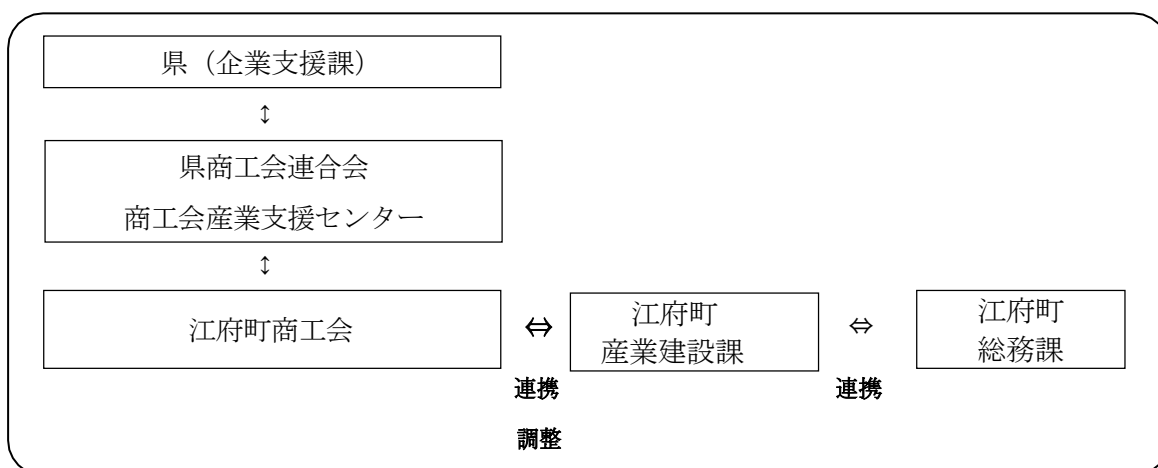 県（企業支援課）
↕
県商工会連合会
商工会産業支援センター
↕
江府町商工会 ⇔ 江府町 ⇔ 江府町
産業建設課 総務課
連携 連携
調整